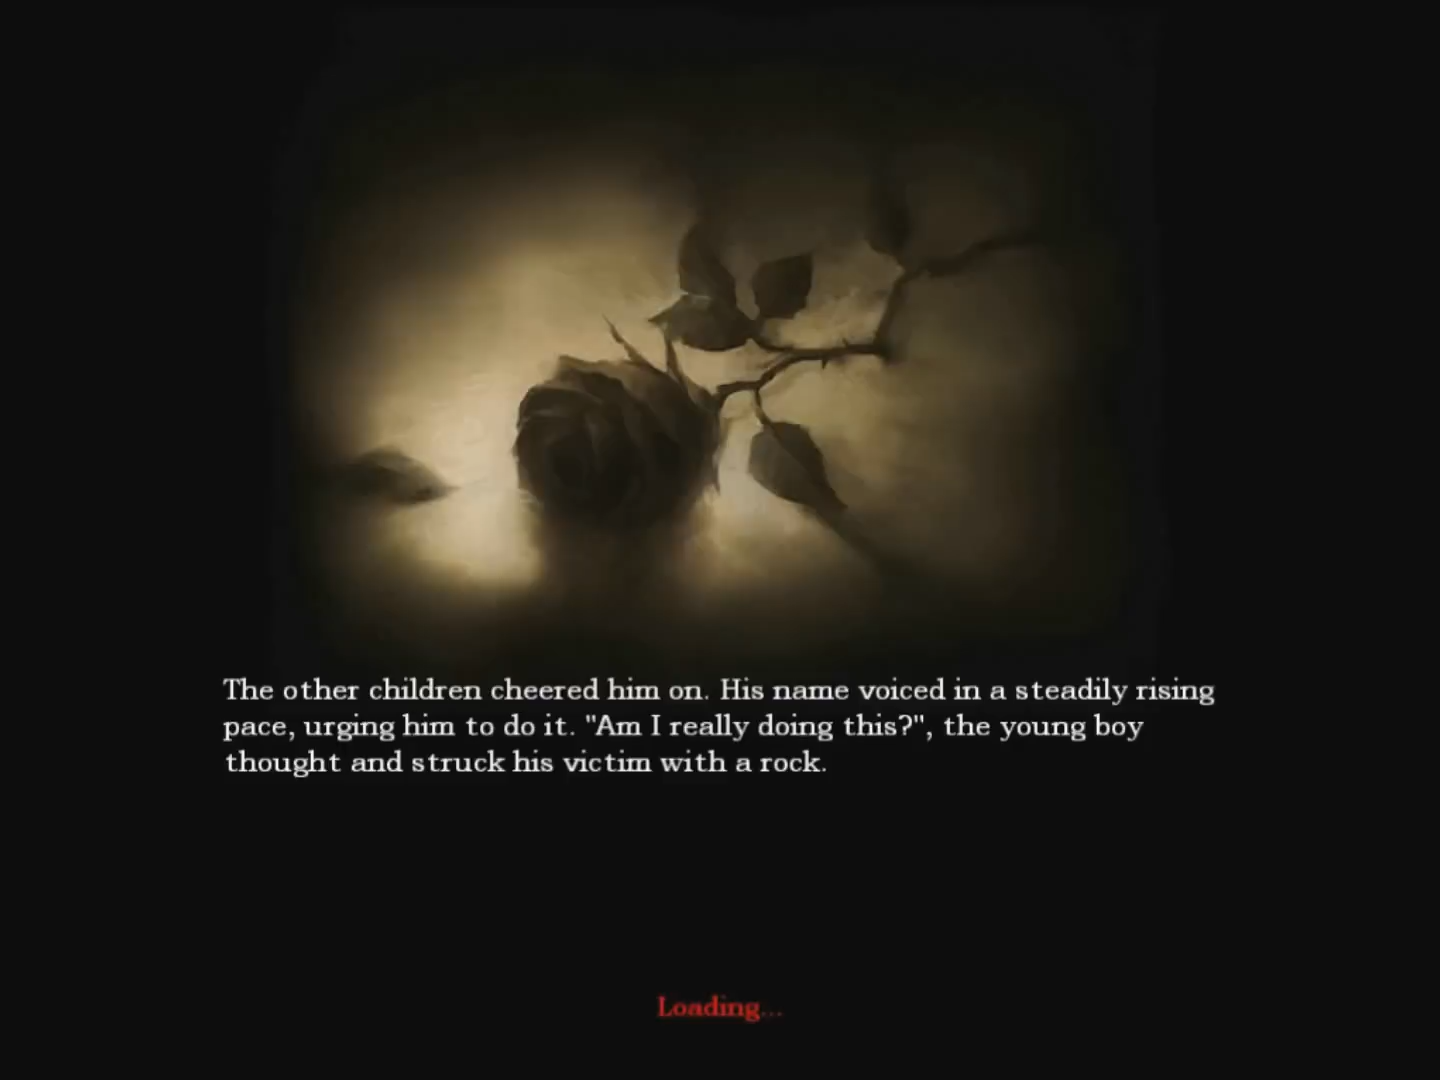 The other children cheered him on. His name voiced in a steadily rising
pace, urging him to do it. "Am I really doing this?", the young boy
thought and struck his victim with a rock.
Loading...